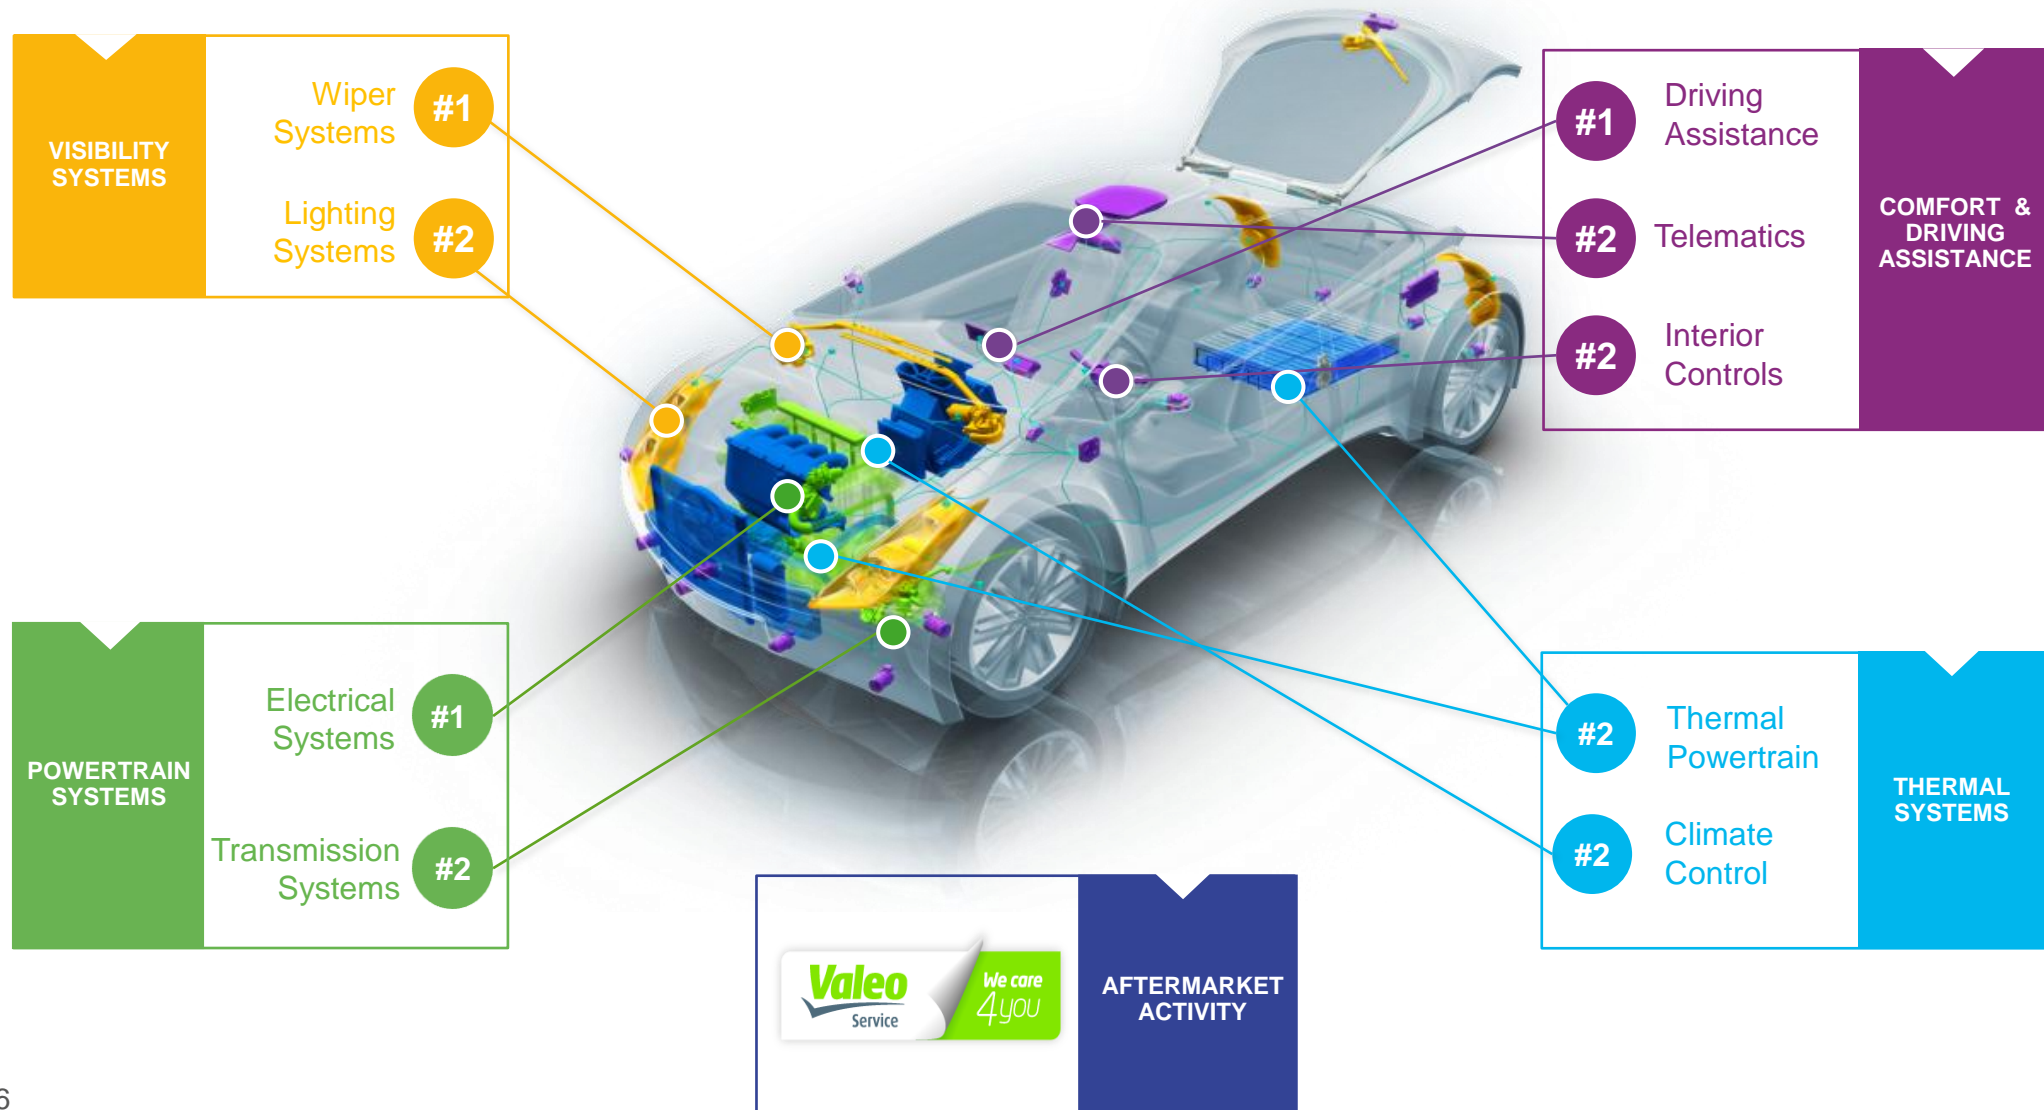 VISIBILITY
SYSTEMS
Wiper
Systems
#1
Lighting
Systems
#2
#1
Driving
Assistance
#2
Telematics
#2
Interior
Controls
COMFORT &
DRIVING
ASSISTANCE
POWERTRAIN
SYSTEMS
Electrical
Systems
#1
Transmission
Systems
#2
#2
Thermal
Powertrain
#2
Climate
Control
THERMAL
SYSTEMS
Valeo
Service
We care
4you
AFTERMARKET
ACTIVITY
6